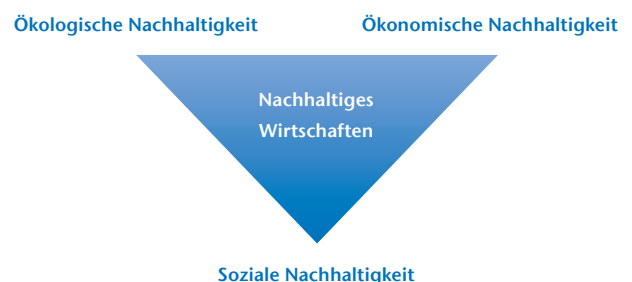 Ökologische Nachhaltigkeit
Ökonomische Nachhaltigkeit
Nachhaltiges
Wirtschaften
Soziale Nachhaltigkeit